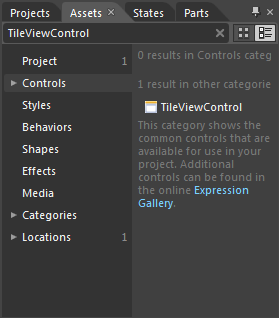 Projects Assets × States Parts
TileViewControl
Project 1
Controls
Styles
Behaviors
Shapes
Effects
Media
Categories
Locations 1
0 results in Controls categ
1 result in other categorie
TileViewControl
This category shows the
common controls that are
available for use in your
project. Additional
controls can be found in
the online Expression
Gallery.